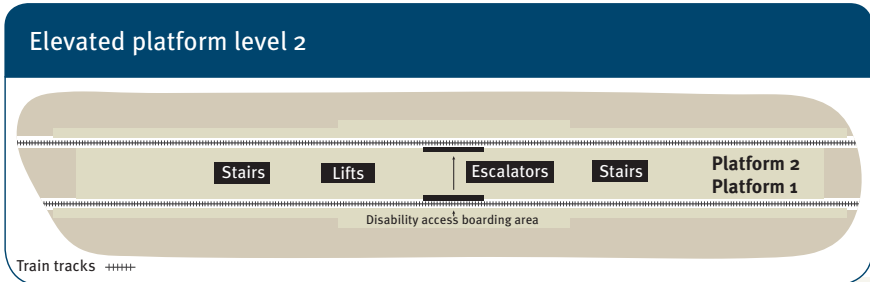 Elevated platform level 2
Stairs
Lifts
Escalators
Stairs
Platform 2
Platform 1
Disability access boarding area
Train tracks